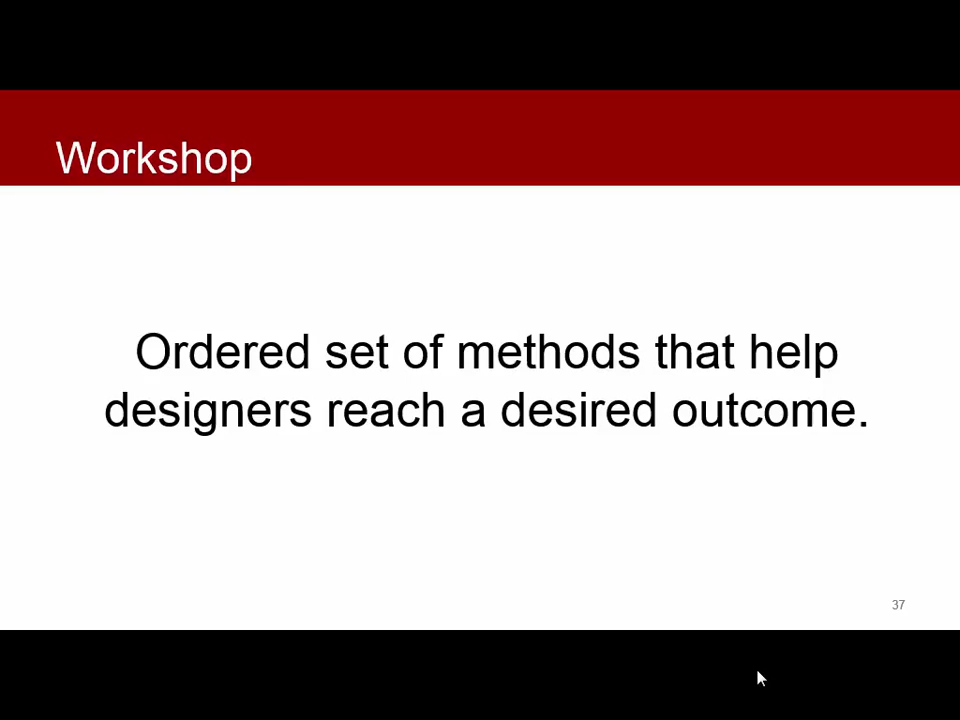 Workshop
Ordered set of methods that help
designers reach a desired outcome.
37